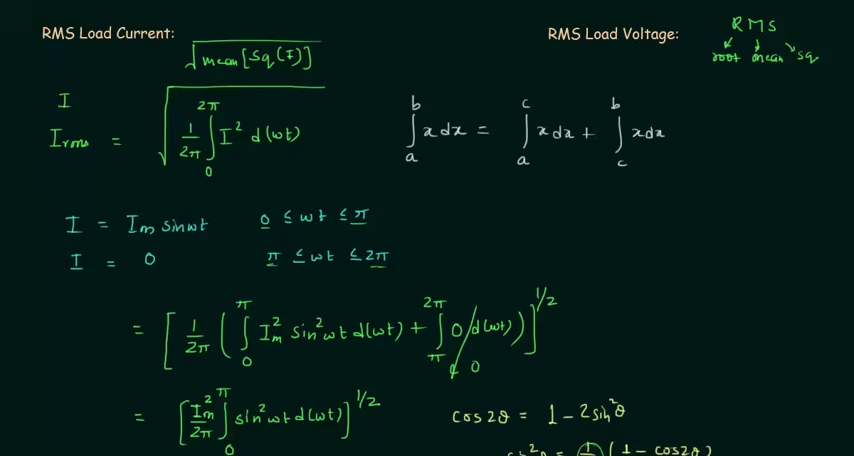 RMS Load Current:
RMS Load Voltage:
RMS
root mean sq
√mean[sq(I)]
I
Irms = √(1/2π ∫₀^2π I² d(ωt))
∫ₐᵇ x dx = ∫ₐᶜ x dx + ∫꜀ᵇ x dx
I = Im sinωt 0 ≤ ωt ≤ π
I = 0 π ≤ ωt ≤ 2π
= [1/2π (∫₀^π Im² sin²ωt d(ωt) + ∫π^2π 0 d(ωt))]^1/2
0
= [Im²/2π ∫₀^π sin²ωt d(ωt)]^1/2
cos2θ = 1 - 2sin²θ
1 - cos2θ)